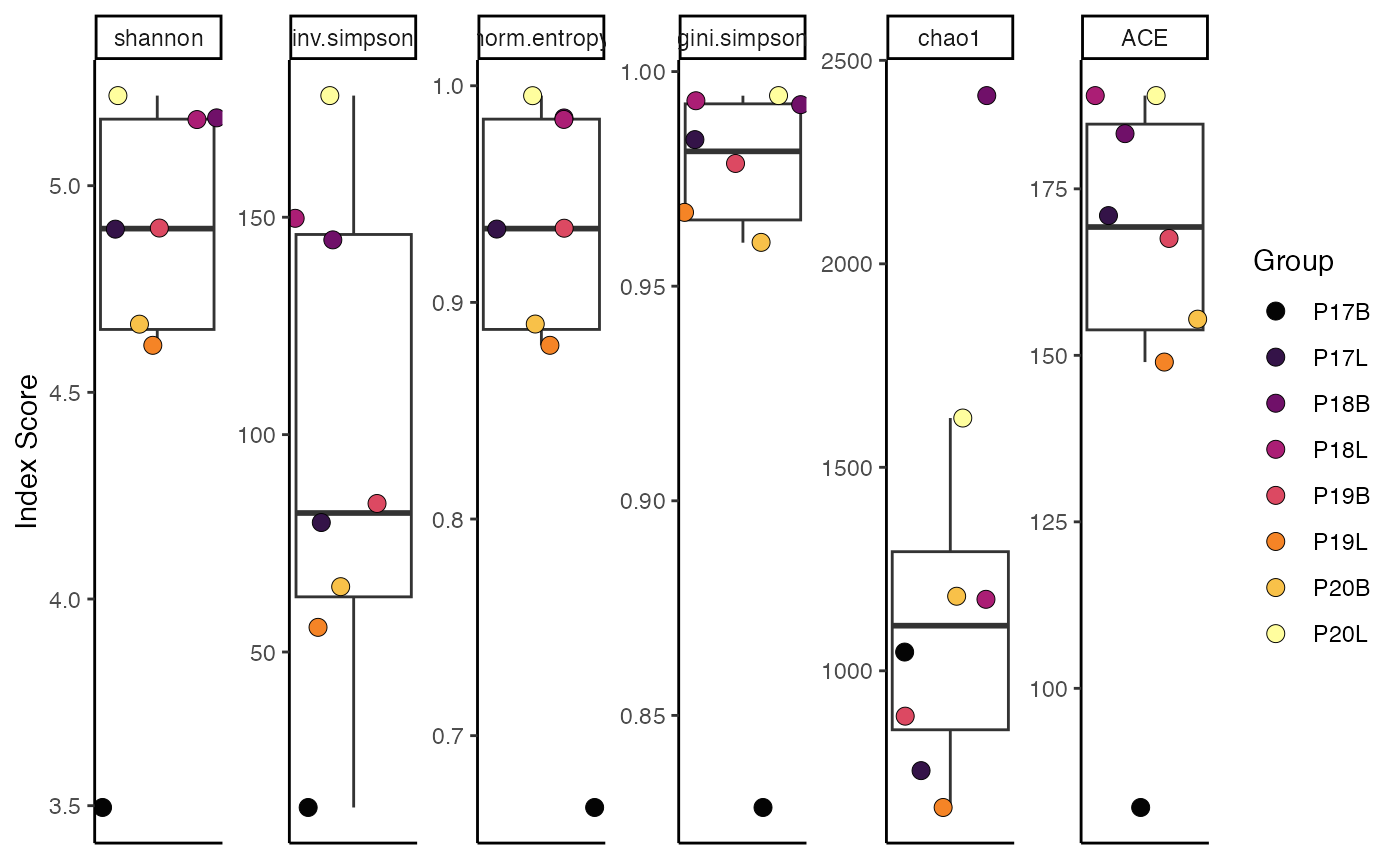 shannon
inv.simpson
norm.entropy
gini.simpson
chao1
ACE
Index Score
5.0
4.5
4.0
3.5
150
100
50
1.0
0.9
0.8
0.7
1.00
0.95
0.90
0.85
2500
2000
1500
1000
175
150
125
100
Group
P17B
P17L
P18B
P18L
P19B
P19L
P20B
P20L